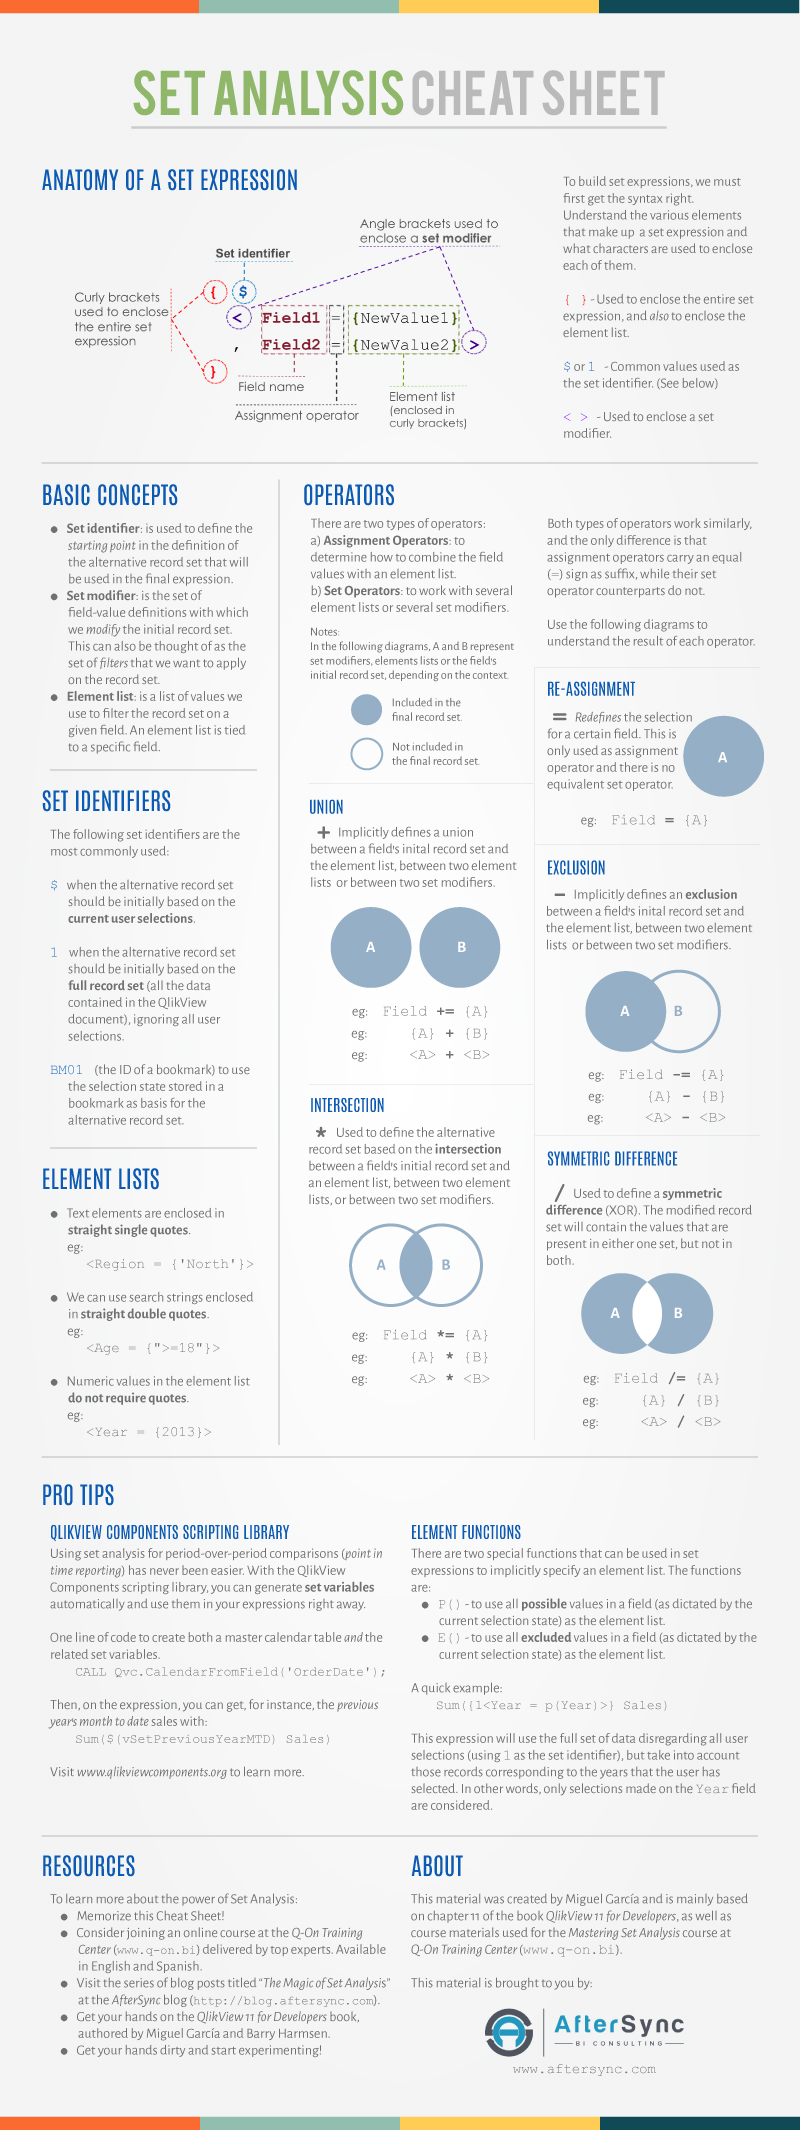 SET ANALYSIS CHEAT SHEET
ANATOMY OF A SET EXPRESSION
Angle brackets used to
enclose a set modifier
Set identifier
Curly brackets
used to enclose
the entire set
expression
{ $
< Field1 = {NewValue1}
, Field2 = {NewValue2} >
}
Field name
Assignment operator
Element list
(enclosed in
curly brackets)
To build set expressions, we must
first get the syntax right.
Understand the various elements
that make up a set expression and
what characters are used to enclose
each of them.
{ } - Used to enclose the entire set
expression, and also to enclose the
element list.
$ or 1 - Common values used as
the set identifier. (See below)
< > - Used to enclose a set
modifier.
BASIC CONCEPTS
● Set identifier: is used to define the
starting point in the definition of
the alternative record set that will
be used in the final expression.
● Set modifier: is the set of
field-value definitions with which
we modify the initial record set.
This can also be thought of as the
set of filters that we want to apply
on the record set.
● Element list: is a list of values we
use to filter the record set on a
given field. An element list is tied
to a specific field.
SET IDENTIFIERS
The following set identifiers are the
most commonly used:
$ when the alternative record set
should be initially based on the
current user selections.
1 when the alternative record set
should be initially based on the
full record set (all the data
contained in the QlikView
document), ignoring all user
selections.
BM01 (the ID of a bookmark) to use
the selection state stored in a
bookmark as basis for the
alternative record set.
ELEMENT LISTS
● Text elements are enclosed in
straight single quotes.
eg:
<Region = {'North'}>
● We can use search strings enclosed
in straight double quotes.
eg:
<Age = {">=18"}>
● Numeric values in the element list
do not require quotes.
eg:
<Year = {2013}>
OPERATORS
There are two types of operators:
a) Assignment Operators: to
determine how to combine the field
values with an element list.
b) Set Operators: to work with several
element lists or several set modifiers.
Notes:
In the following diagrams, A and B represent
set modifiers, elements lists or the field's
initial record set, depending on the context.
Included in the
final record set.
Not included in
the final record set.
UNION
+ Implicitly defines a union
between a field's inital record set and
the element list, between two element
lists or between two set modifiers.
A B
eg: Field += {A}
eg: {A} + {B}
eg: <A> + <B>
INTERSECTION
* Used to define the alternative
record set based on the intersection
between a field's initial record set and
an element list, between two element
lists, or between two set modifiers.
A B
eg: Field *= {A}
eg: {A} * {B}
eg: <A> * <B>
Both types of operators work similarly,
and the only difference is that
assignment operators carry an equal
(=) sign as suffix, while their set
operator counterparts do not.
Use the following diagrams to
understand the result of each operator.
RE-ASSIGNMENT
= Redefines the selection
for a certain field. This is
only used as assignment
operator and there is no
equivalent set operator.
A
eg: Field = {A}
EXCLUSION
- Implicitly defines an exclusion
between a field's inital record set and
the element list, between two element
lists or between two set modifiers.
A B
eg: Field -= {A}
eg: {A} - {B}
eg: <A> - <B>
SYMMETRIC DIFFERENCE
/ Used to define a symmetric
difference (XOR). The modified record
set will contain the values that are
present in either one set, but not in
both.
A B
eg: Field /= {A}
eg: {A} / {B}
eg: <A> / <B>
PRO TIPS
QLIKVIEW COMPONENTS SCRIPTING LIBRARY
Using set analysis for period-over-period comparisons (point in
time reporting) has never been easier. With the QlikView
Components scripting library, you can generate set variables
automatically and use them in your expressions right away.
One line of code to create both a master calendar table and the
related set variables.
CALL Qvc.CalendarFromField('OrderDate');
Then, on the expression, you can get, for instance, the previous
year's month to date sales with:
Sum($(vSetPreviousYearMTD) Sales)
Visit www.qlikviewcomponents.org to learn more.
ELEMENT FUNCTIONS
There are two special functions that can be used in set
expressions to implicitly specify an element list. The functions
are:
● P() - to use all possible values in a field (as dictated by the
current selection state) as the element list.
● E() - to use all excluded values in a field (as dictated by the
current selection state) as the element list.
A quick example:
Sum({1<Year = p(Year)>} Sales)
This expression will use the full set of data disregarding all user
selections (using 1 as the set identifier), but take into account
those records corresponding to the years that the user has
selected. In other words, only selections made on the Year field
are considered.
RESOURCES
To learn more about the power of Set Analysis:
● Memorize this Cheat Sheet!
● Consider joining an online course at the Q-On Training
Center (www.q-on.bi) delivered by top experts. Available
in English and Spanish.
● Visit the series of blog posts titled "The Magic of Set Analysis"
at the AfterSync blog (http://blog.aftersync.com).
● Get your hands on the QlikView 11 for Developers book,
authored by Miguel García and Barry Harmsen.
● Get your hands dirty and start experimenting!
ABOUT
This material was created by Miguel García and is mainly based
on chapter 11 of the book QlikView 11 for Developers, as well as
course materials used for the Mastering Set Analysis course at
Q-On Training Center (www.q-on.bi).
This material is brought to you by:
AfterSync
BI CONSULTING
www.aftersync.com